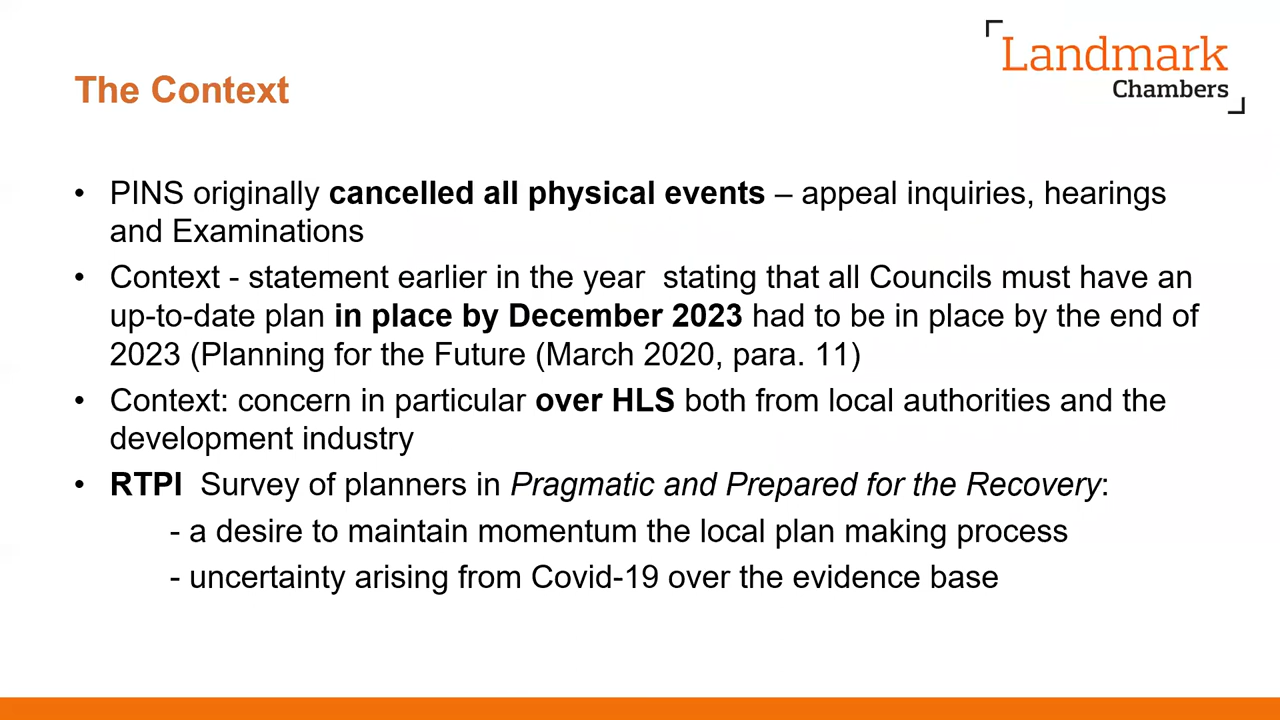 Landmark
Chambers
The Context
• PINS originally cancelled all physical events – appeal inquiries, hearings
and Examinations
• Context - statement earlier in the year  stating that all Councils must have an
up-to-date plan in place by December 2023 had to be in place by the end of
2023 (Planning for the Future (March 2020, para. 11)
• Context: concern in particular over HLS both from local authorities and the
development industry
• RTPI  Survey of planners in Pragmatic and Prepared for the Recovery:
- a desire to maintain momentum the local plan making process
- uncertainty arising from Covid-19 over the evidence base